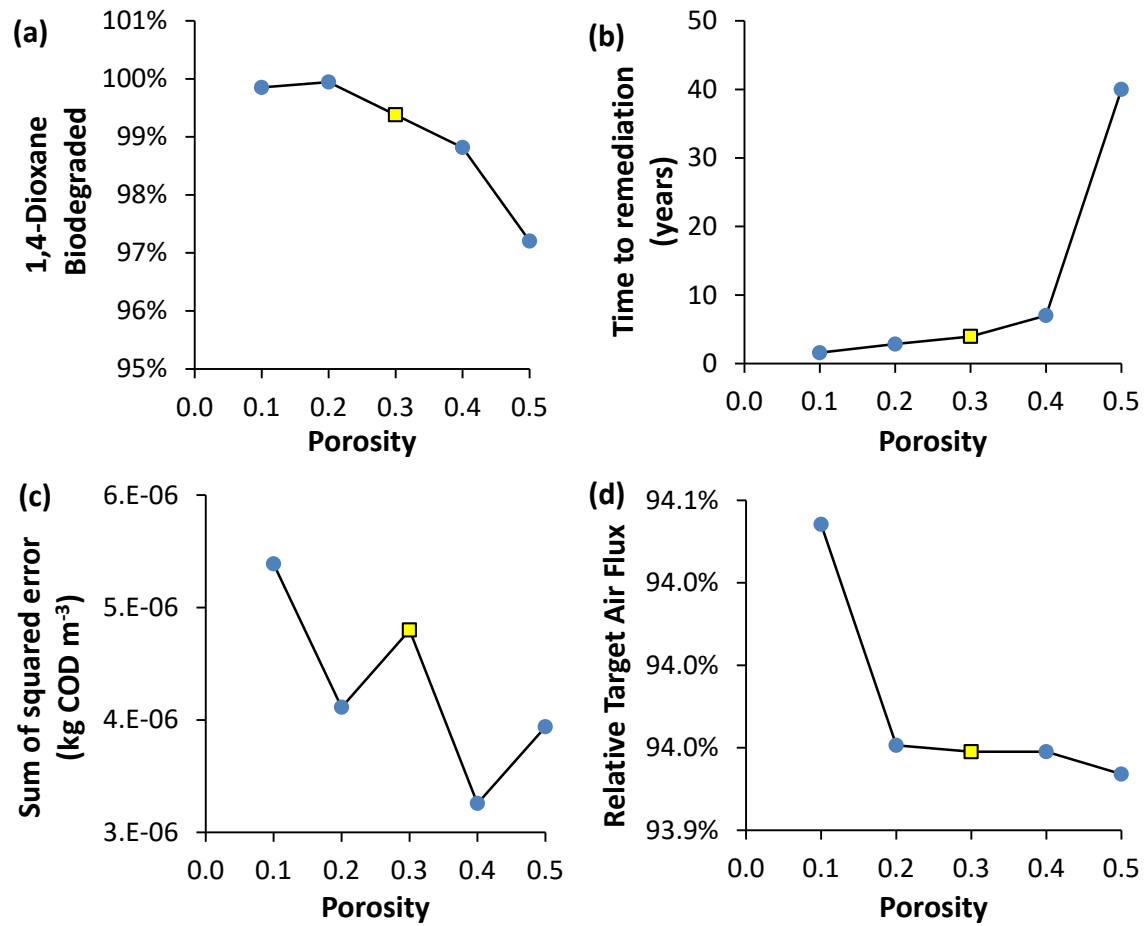 (a)
1,4-Dioxane
Biodegraded
101%
100%
99%
98%
97%
96%
95%
0.0 0.1 0.2 0.3 0.4 0.5
Porosity
(b)
Time to remediation
(years)
50
40
30
20
10
0
0.0 0.1 0.2 0.3 0.4 0.5
Porosity
(c)
Sum of squared error
(kg COD m⁻³)
6.E-06
5.E-06
4.E-06
3.E-06
0.0 0.1 0.2 0.3 0.4 0.5
Porosity
(d)
Relative Target Air Flux
94.1%
94.0%
94.0%
94.0%
93.9%
0.0 0.1 0.2 0.3 0.4 0.5
Porosity